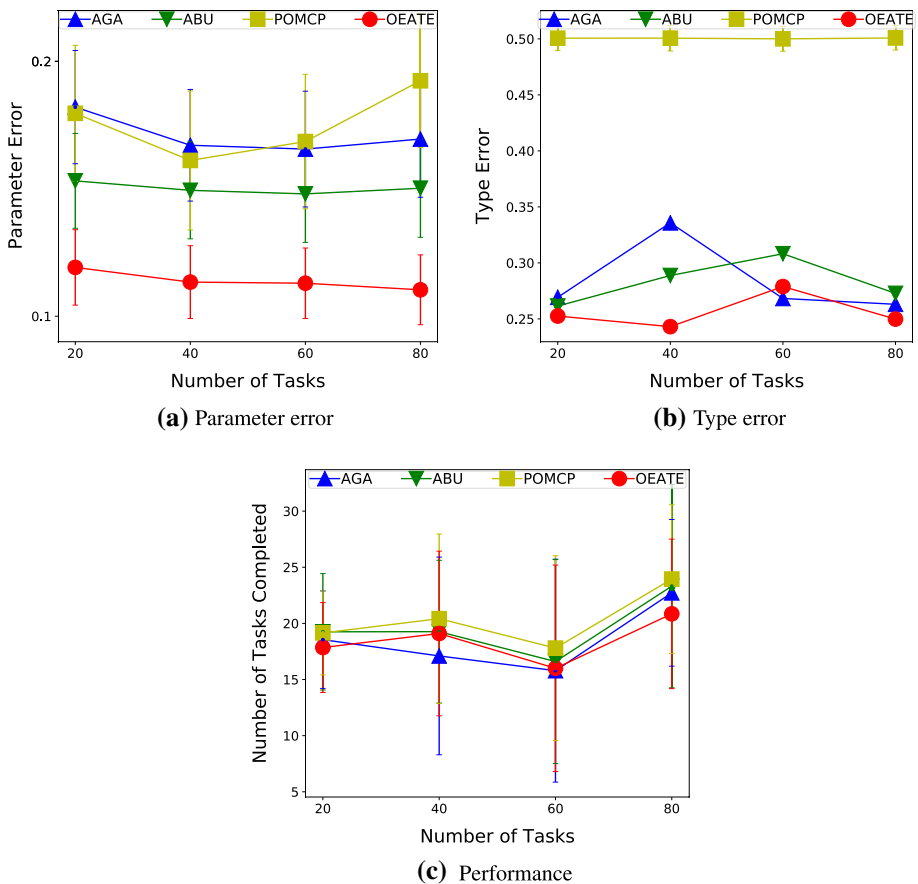 AGA ABU POMCP OEATE
0.2
0.1
Parameter Error
20 40 60 80
Number of Tasks
(a) Parameter error
AGA ABU POMCP OEATE
0.50
0.45
0.40
0.35
0.30
0.25
Type Error
20 40 60 80
Number of Tasks
(b) Type error
AGA ABU POMCP OEATE
30
25
20
15
10
5
Number of Tasks Completed
20 40 60 80
Number of Tasks
(c) Performance